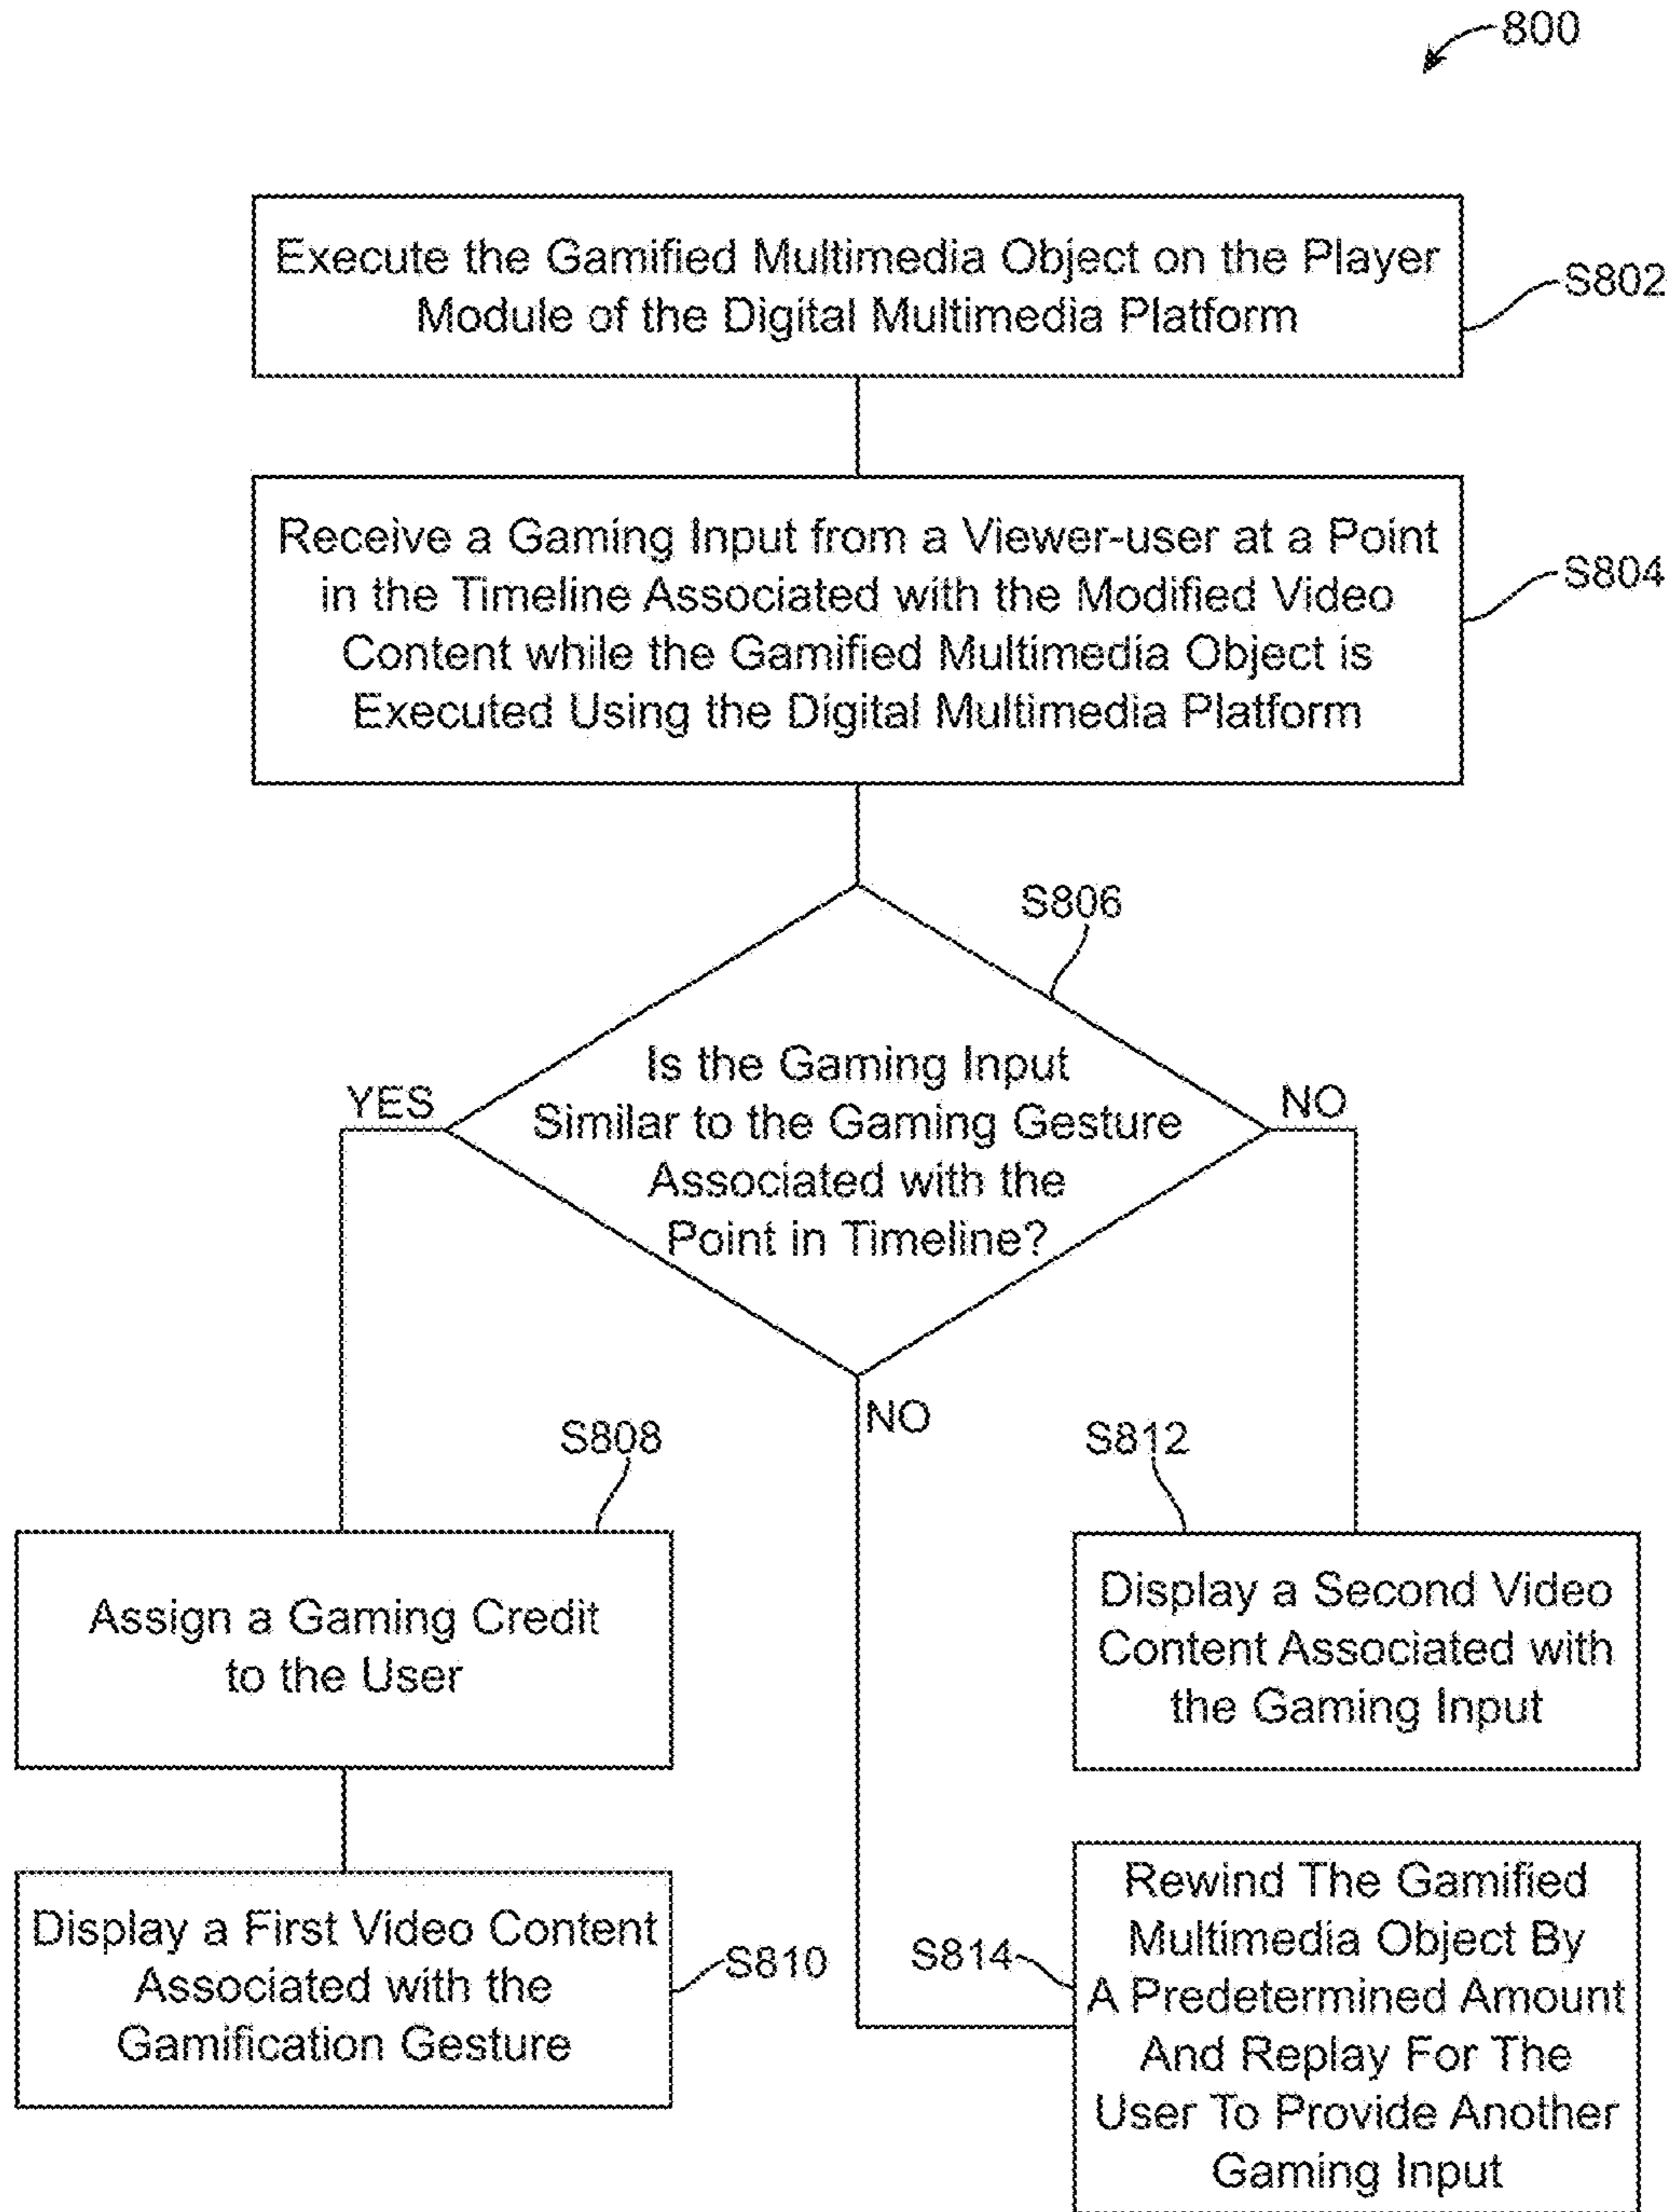 800
Execute the Gamified Multimedia Object on the Player
Module of the Digital Multimedia Platform
S802
Receive a Gaming Input from a Viewer-user at a Point
in the Timeline Associated with the Modified Video
Content while the Gamified Multimedia Object is
Executed Using the Digital Multimedia Platform
S804
S806
Is the Gaming Input
Similar to the Gaming Gesture
Associated with the
Point in Timeline?
YES
NO
NO
S808
Assign a Gaming Credit
to the User
S812
Display a Second Video
Content Associated with
the Gaming Input
Display a First Video Content
Associated with the
Gamification Gesture
S810
S814
Rewind The Gamified
Multimedia Object By
A Predetermined Amount
And Replay For The
User To Provide Another
Gaming Input